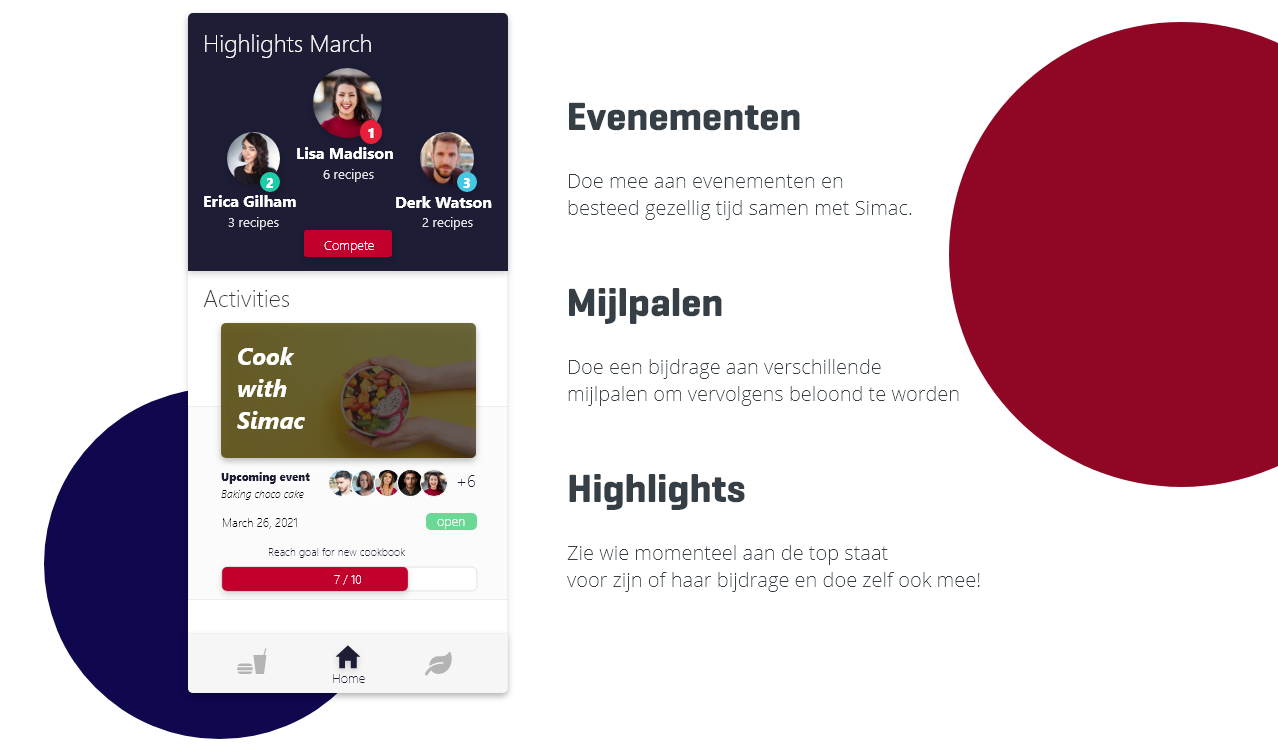 Highlights March
1
Lisa Madison
6 recipes
2
Erica Gilham
3 recipes
3
Derk Watson
2 recipes
Compete
Activities
Cook
with
Simac
Upcoming event
Baking choco cake
+6
March 26, 2021
open
Reach goal for new cookbook
7 / 10
Home
Evenementen
Doe mee aan evenementen en
besteed gezellig tijd samen met Simac.
Mijlpalen
Doe een bijdrage aan verschillende
mijlpalen om vervolgens beloond te worden
Highlights
Zie wie momenteel aan de top staat
voor zijn of haar bijdrage en doe zelf ook mee!